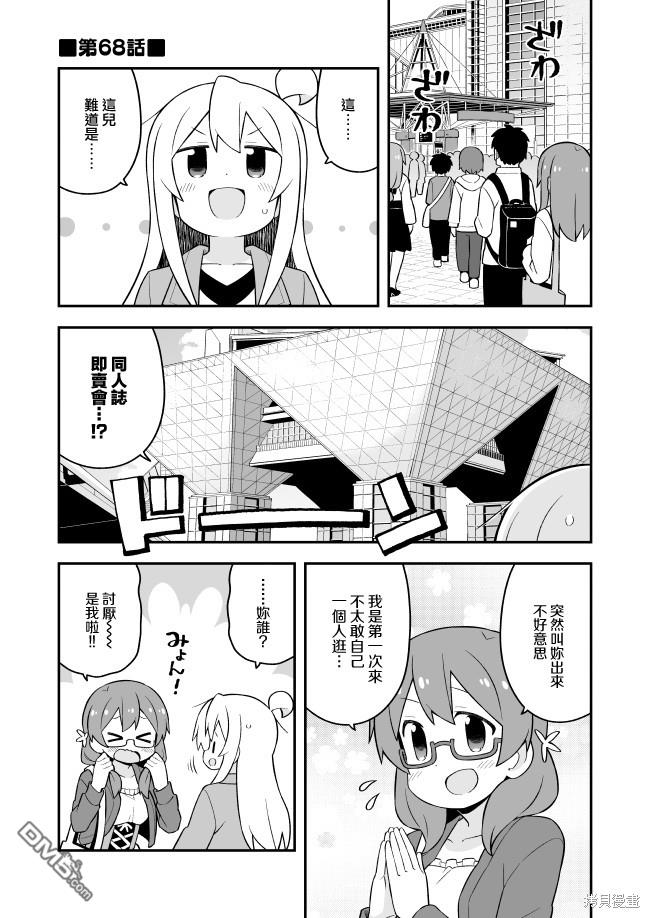 ■第68話■
ざわ
ざわ
這……
這兒
難道是……
同人誌
即賣會…!?
ドーーン
突然叫妳出來
不好意思
我是第一次來
不太敢自己
一個人逛…
……妳誰？
みょん！
討厭～～
是我啦!!
DM5.com
拷貝漫畫